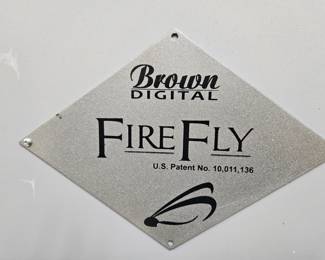 Brown
DIGITAL
FIREFLY
U.S. Patent No. 10,011,136